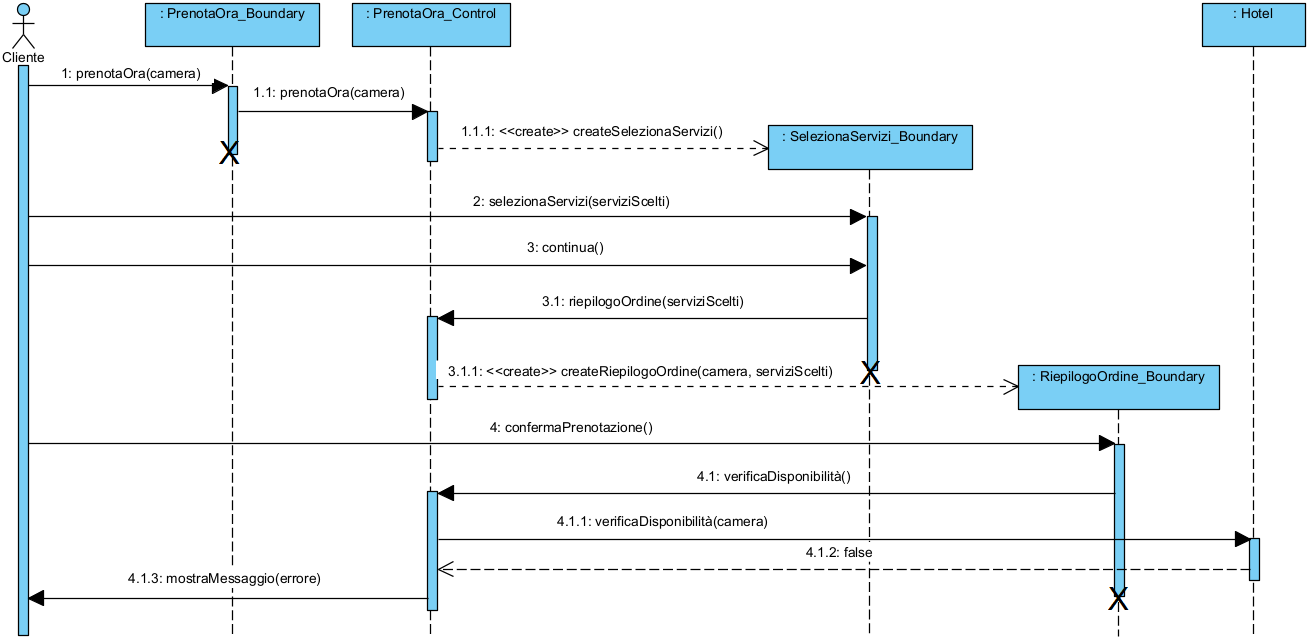 : PrenotaOra_Boundary
: PrenotaOra_Control
: Hotel
Cliente
1: prenotaOra(camera)
1.1: prenotaOra(camera)
1.1.1: <<create>> createSelezionaServizi()
: SelezionaServizi_Boundary
2: selezionaServizi(serviziScelti)
3: continua()
3.1: riepilogoOrdine(serviziScelti)
3.1.1: <<create>> createRiepilogoOrdine(camera, serviziScelti)
: RiepilogoOrdine_Boundary
4: confermaPrenotazione()
4.1: verificaDisponibilità()
4.1.1: verificaDisponibilità(camera)
4.1.2: false
4.1.3: mostraMessaggio(errore)